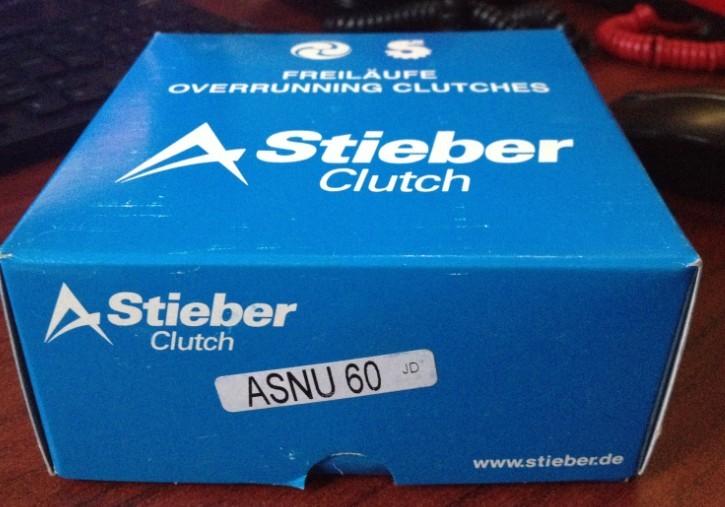 FREILÄUFE
OVERRUNNING CLUTCHES
Stieber
Clutch
Stieber
Clutch
ASNU 60 JD
www.stieber.de